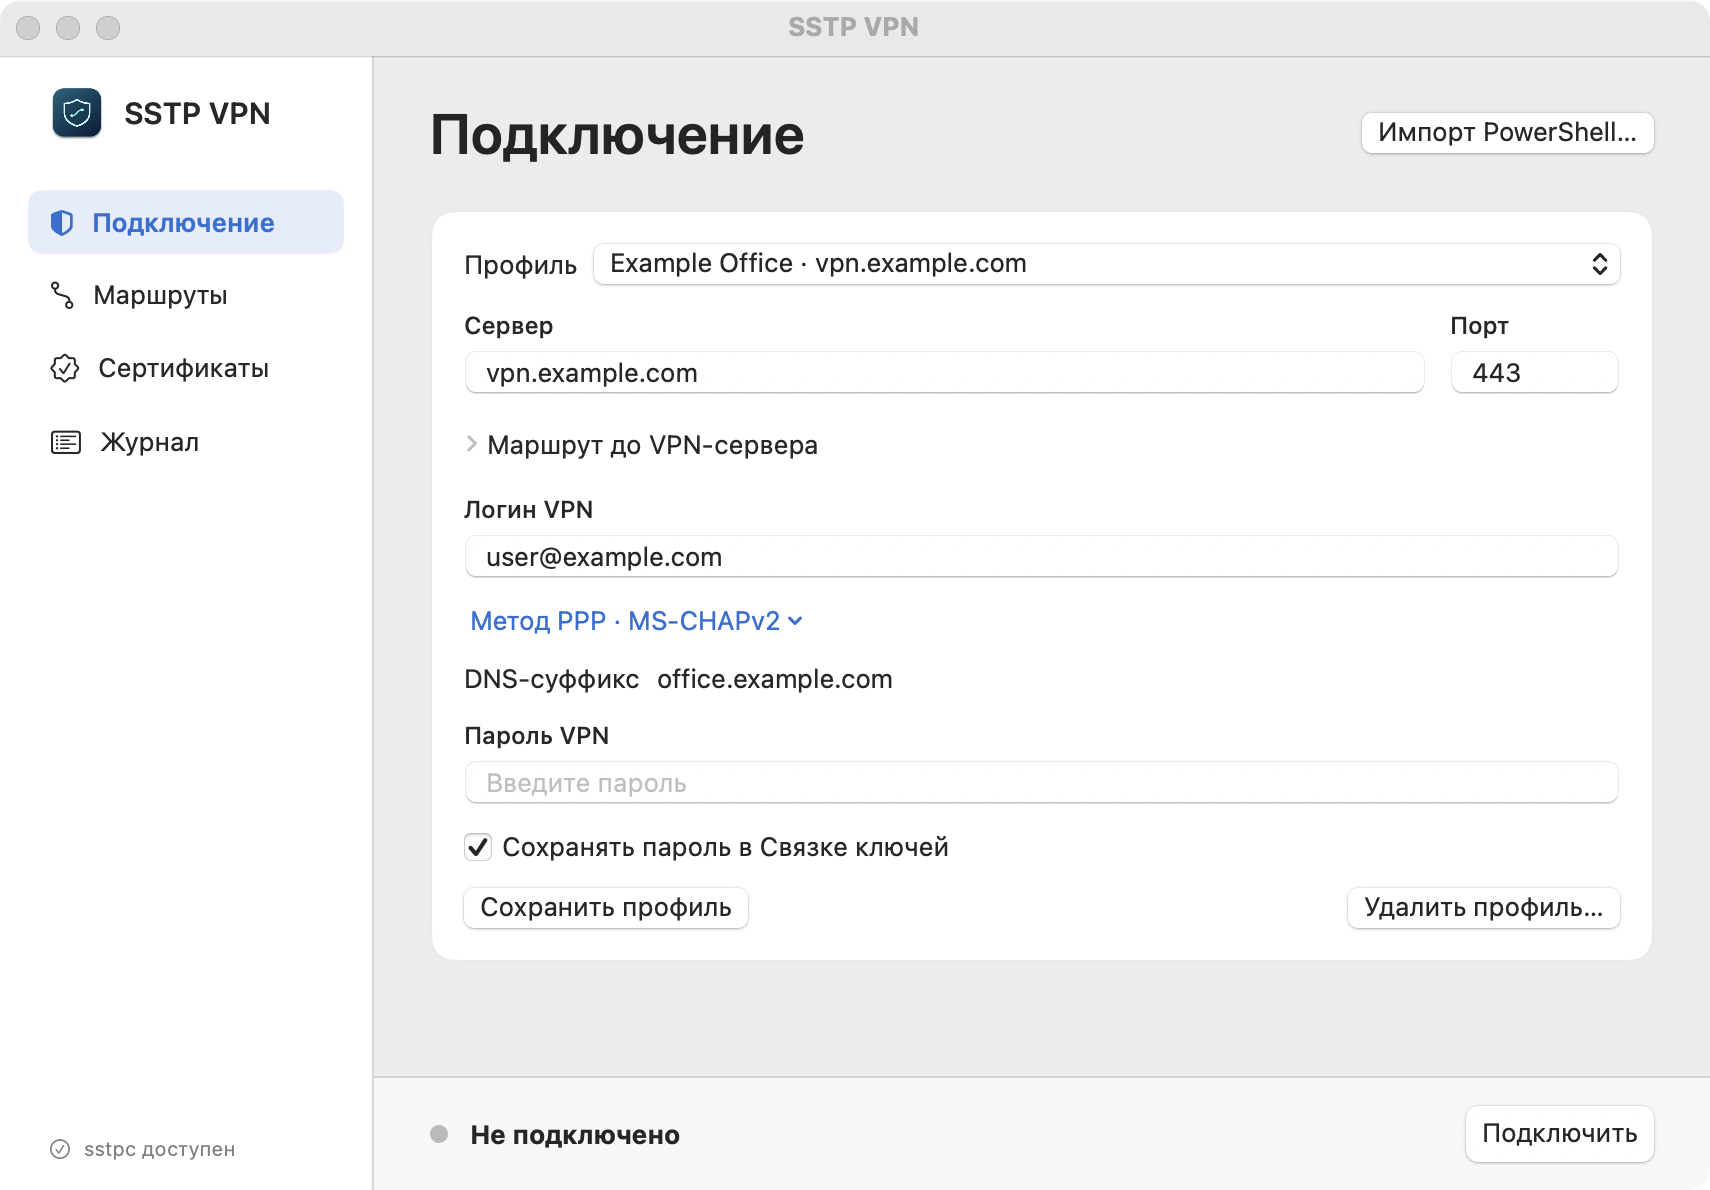 SSTP VPN
SSTP VPN
Подключение
Маршруты
Сертификаты
Журнал
sstpc доступен
Подключение
Импорт PowerShell...
Профиль
Example Office · vpn.example.com
Сервер
Порт
vpn.example.com
443
Маршрут до VPN-сервера
Логин VPN
user@example.com
Метод PPP · MS-CHAPv2
DNS-суффикс office.example.com
Пароль VPN
Введите пароль
Сохранять пароль в Связке ключей
Сохранить профиль
Удалить профиль...
Не подключено
Подключить